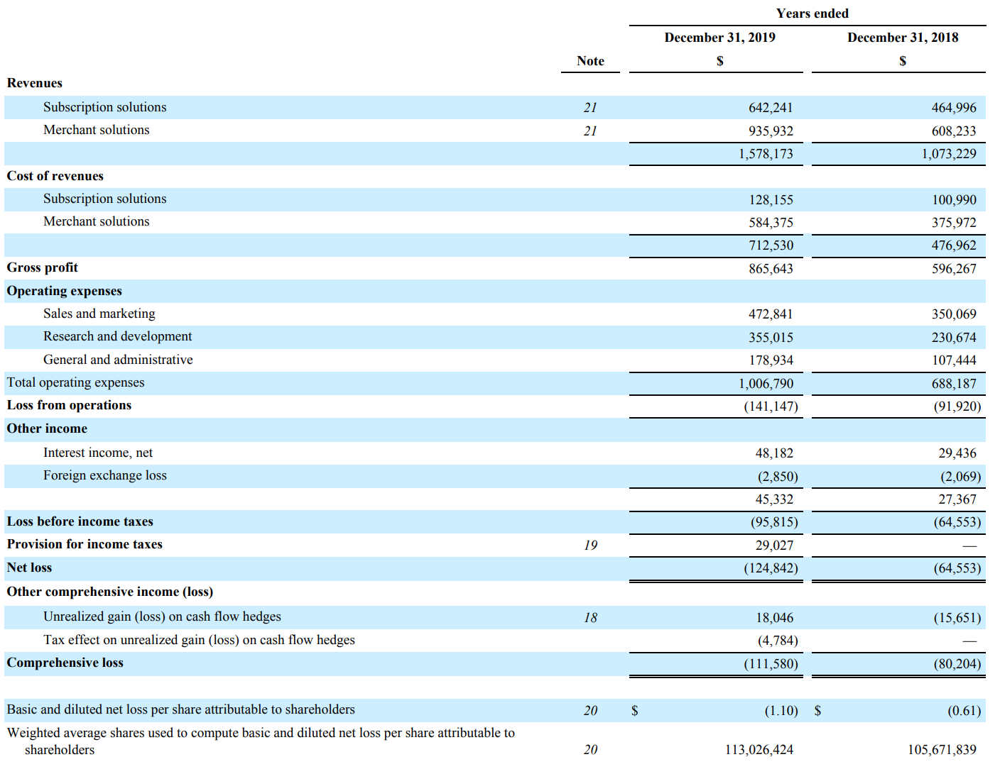 Years ended
December 31, 2019 December 31, 2018
Note $ $
Revenues
Subscription solutions 21 642,241 464,996
Merchant solutions 21 935,932 608,233
1,578,173 1,073,229
Cost of revenues
Subscription solutions 128,155 100,990
Merchant solutions 584,375 375,972
712,530 476,962
Gross profit 865,643 596,267
Operating expenses
Sales and marketing 472,841 350,069
Research and development 355,015 230,674
General and administrative 178,934 107,444
Total operating expenses 1,006,790 688,187
Loss from operations (141,147) (91,920)
Other income
Interest income, net 48,182 29,436
Foreign exchange loss (2,850) (2,069)
45,332 27,367
Loss before income taxes (95,815) (64,553)
Provision for income taxes 19 29,027 —
Net loss (124,842) (64,553)
Other comprehensive income (loss)
Unrealized gain (loss) on cash flow hedges 18 18,046 (15,651)
Tax effect on unrealized gain (loss) on cash flow hedges (4,784) —
Comprehensive loss (111,580) (80,204)
Basic and diluted net loss per share attributable to shareholders 20 $ (1.10) $ (0.61)
Weighted average shares used to compute basic and diluted net loss per share attributable to
shareholders 20 113,026,424 105,671,839